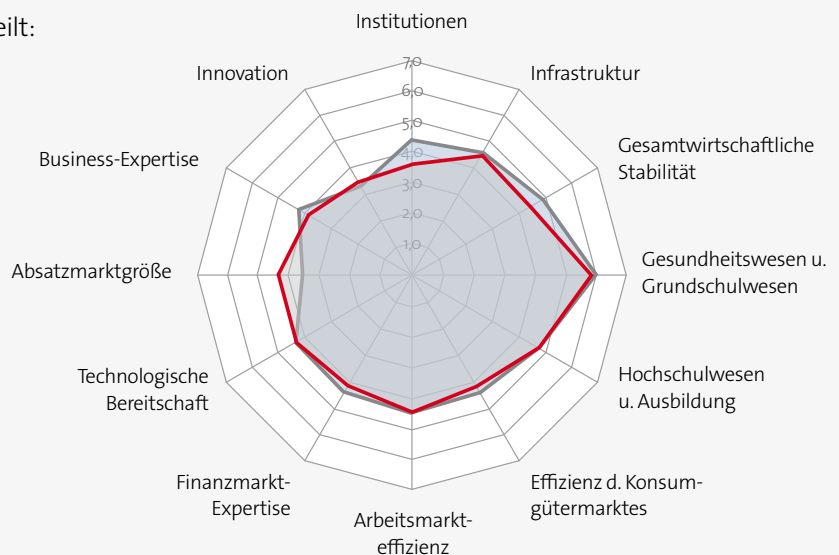 eilt:
Institutionen
Innovation
Infrastruktur
7,0
6,0
5,0
4,0
3,0
2,0
1,0
Business-Expertise
Gesamtwirtschaftliche
Stabilität
Absatzmarktgröße
Gesundheitswesen u.
Grundschulwesen
Technologische
Bereitschaft
Hochschulwesen
u. Ausbildung
Finanzmarkt-
Expertise
Effizienz d. Konsum-
gütermarktes
Arbeitsmarkt-
effizienz